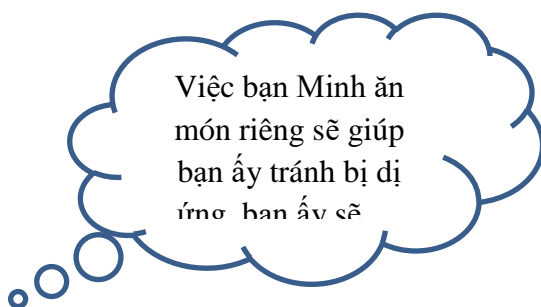 Việc bạn Minh ăn
món riêng sẽ giúp
bạn ấy tránh bị dị
ứng, bạn ấy sẽ